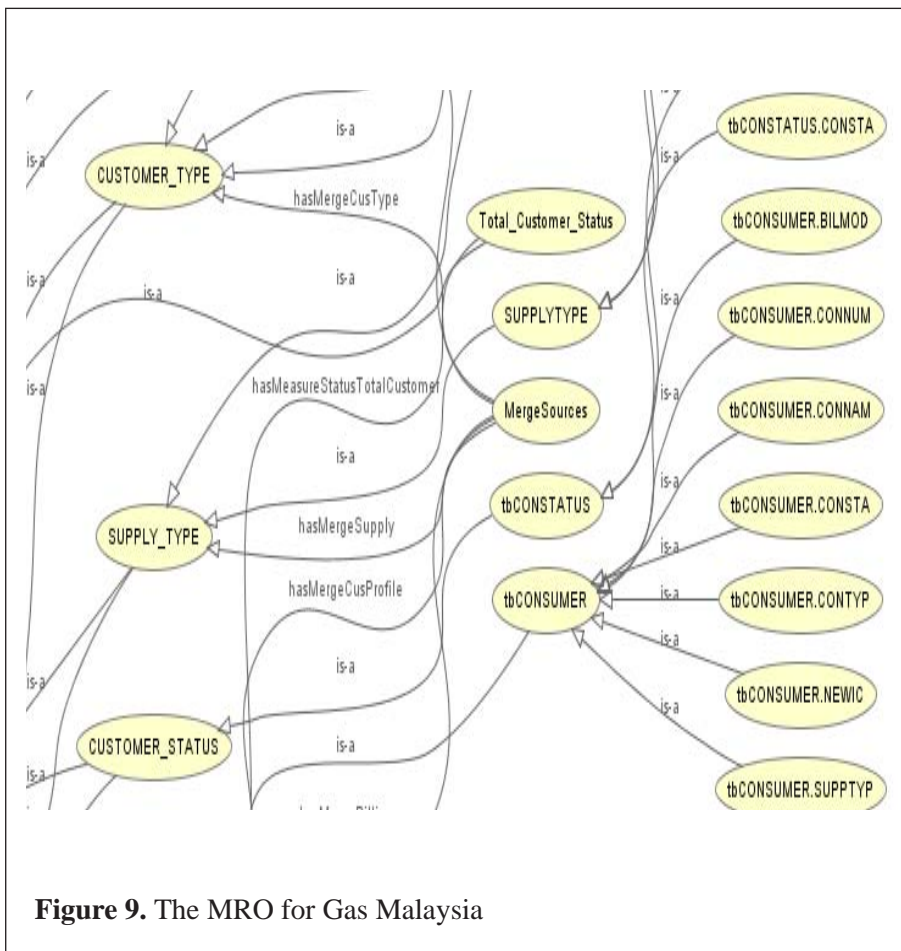 is-a
tbCONSTATUS.CONSTA
is-a
is-a
is-a
CUSTOMER_TYPE
hasMergeCusType
Total_Customer_Status
tbCONSUMER.BILMOD
is-a
is-a
is-a
is-a
SUPPLYTYPE
tbCONSUMER.CONNUM
is-a
hasMeasureStatusTotalCustomer
is-a
MergeSources
tbCONSUMER.CONNAM
is-a
is-a
tbCONSTATUS
tbCONSUMER.CONSTA
SUPPLY_TYPE
hasMergeSupply
is-a
hasMergeCusProfile
tbCONSUMER
is-a
tbCONSUMER.CONTYP
is-a
is-a
is-a
tbCONSUMER.NEWIC
is-a
CUSTOMER_STATUS
is-a
is-a
tbCONSUMER.SUPPTYP
Figure 9. The MRO for Gas Malaysia